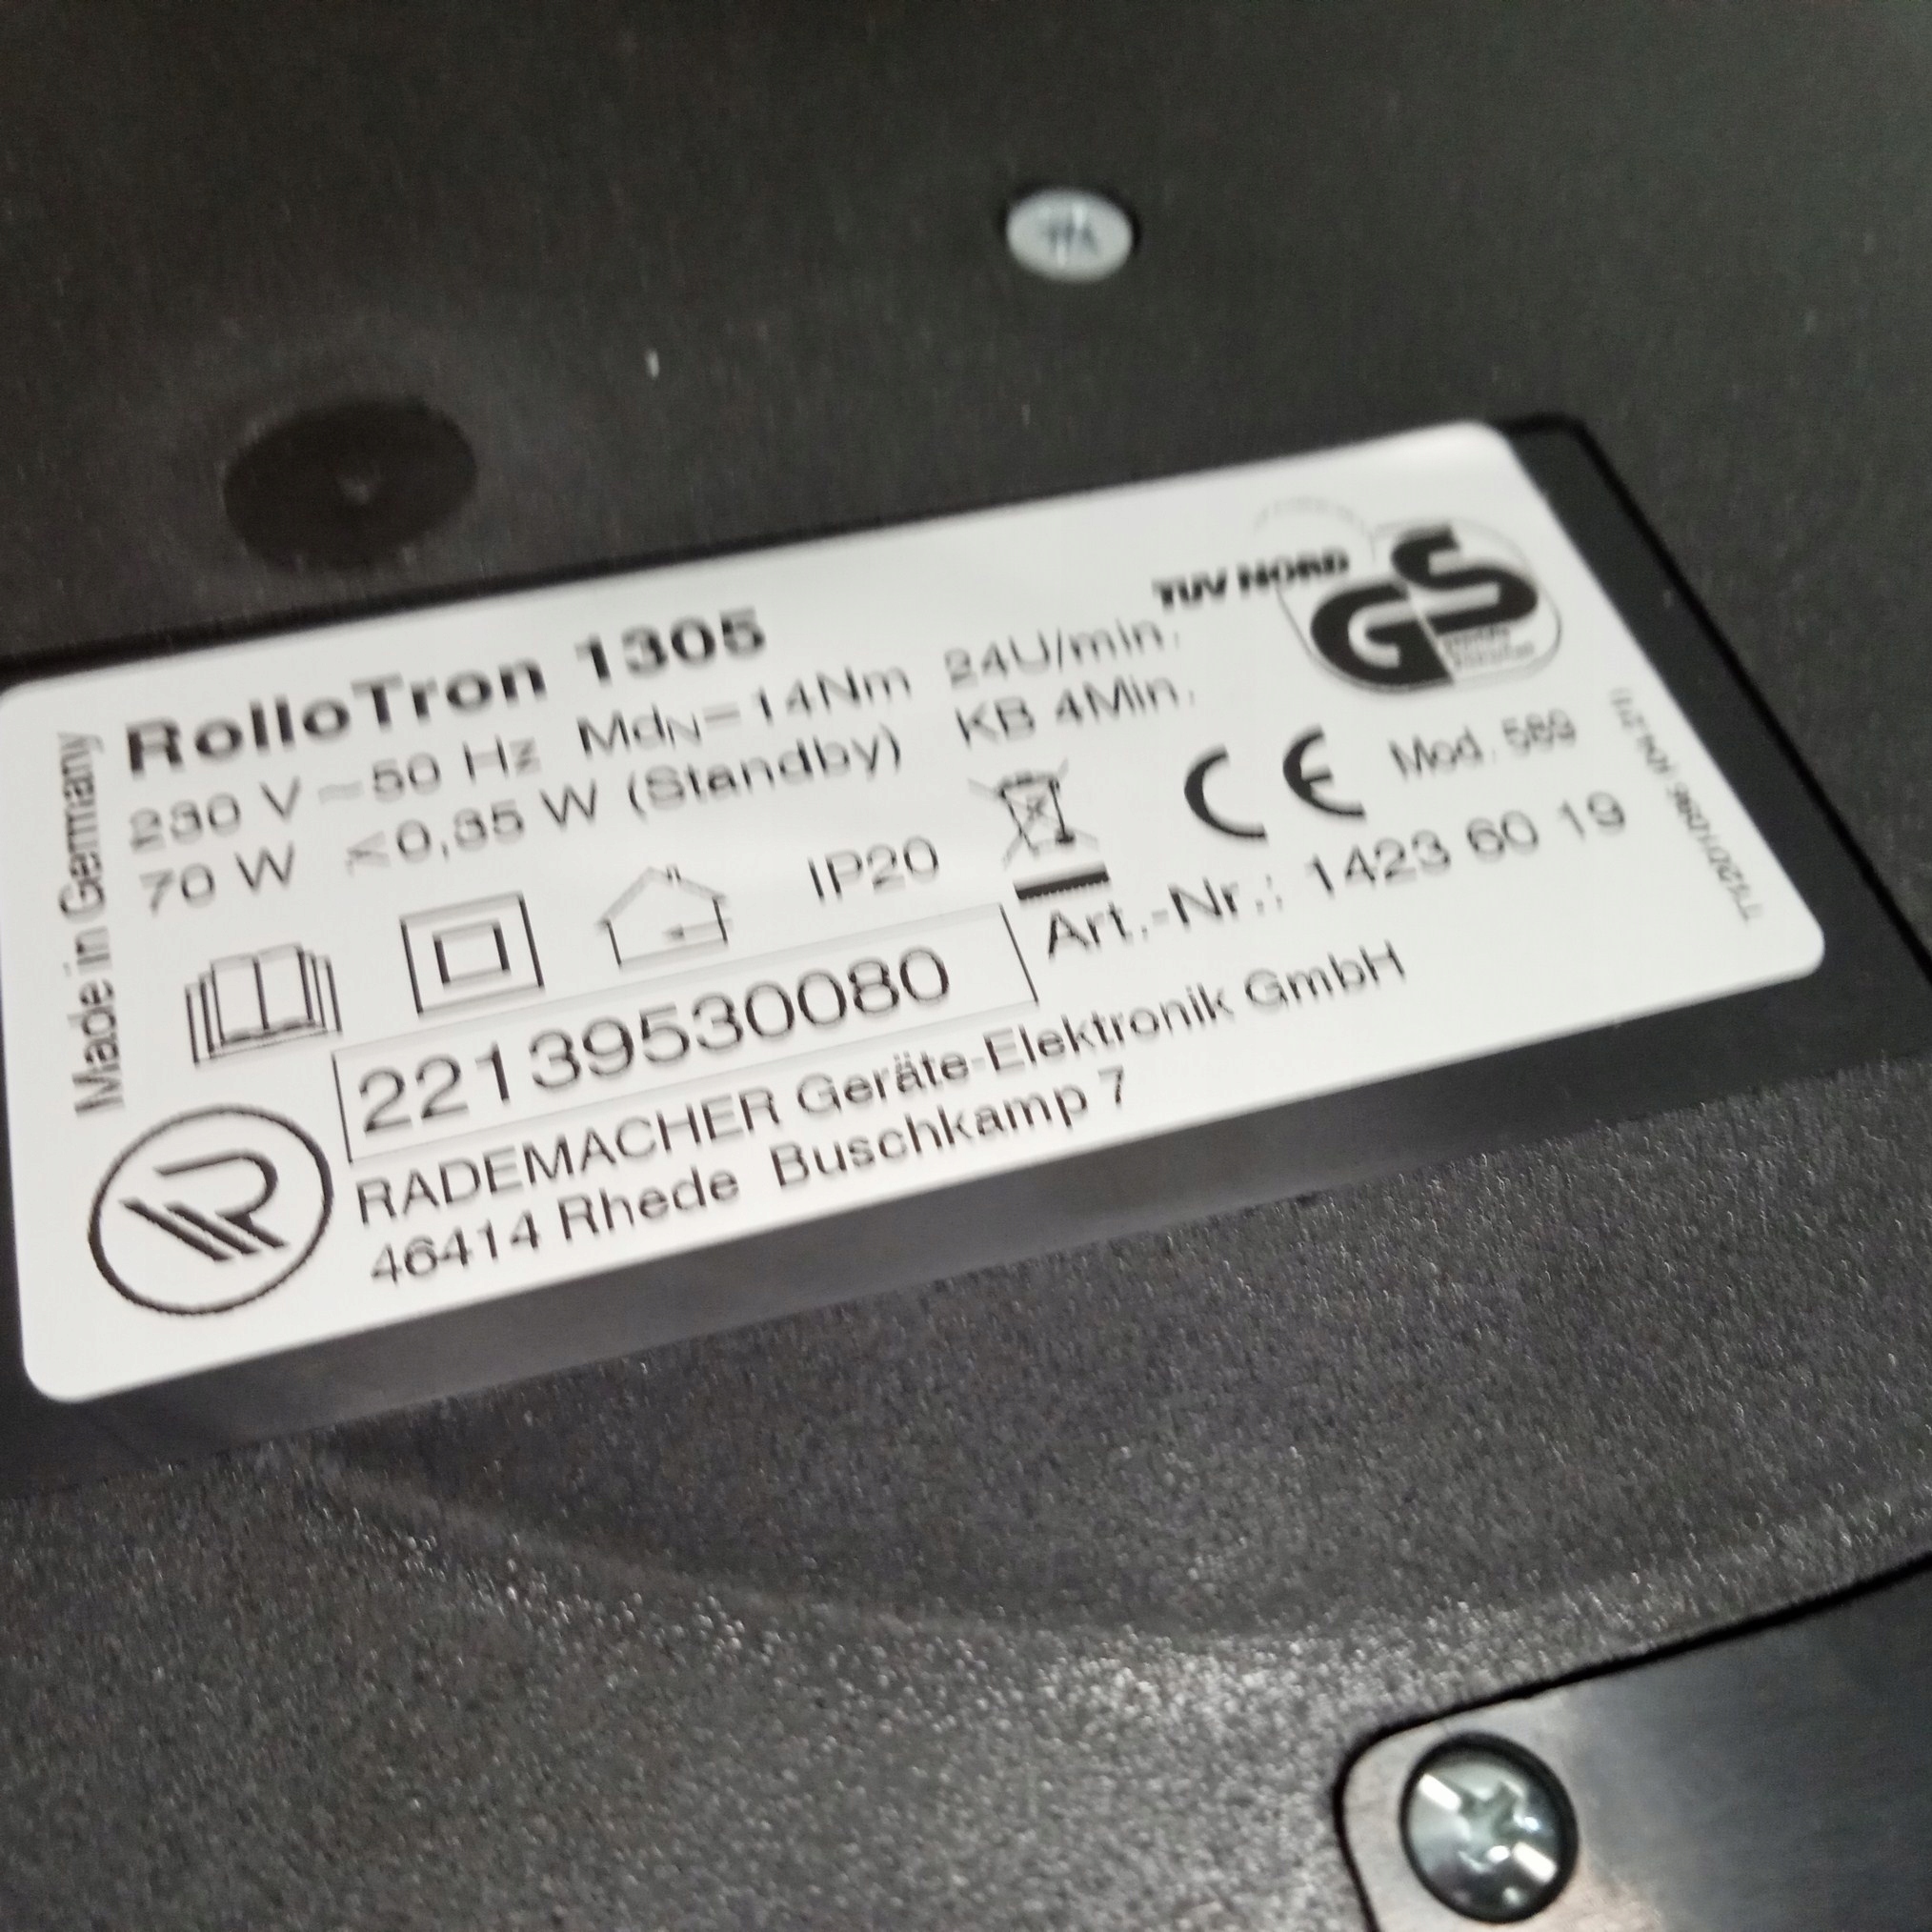 RolloTron 1305
230 V ~ 50 Hz MdN=14Nm 24U/min.
70 W <0,35 W (Standby) KB 4Min.
TÜV NORD
GS
IP20
CE
Mod. 589
Art.-Nr.: 1423 60 19
22139530080
RADEMACHER Geräte-Elektronik GmbH
46414 Rhede Buschkamp 7
Made in Germany
R